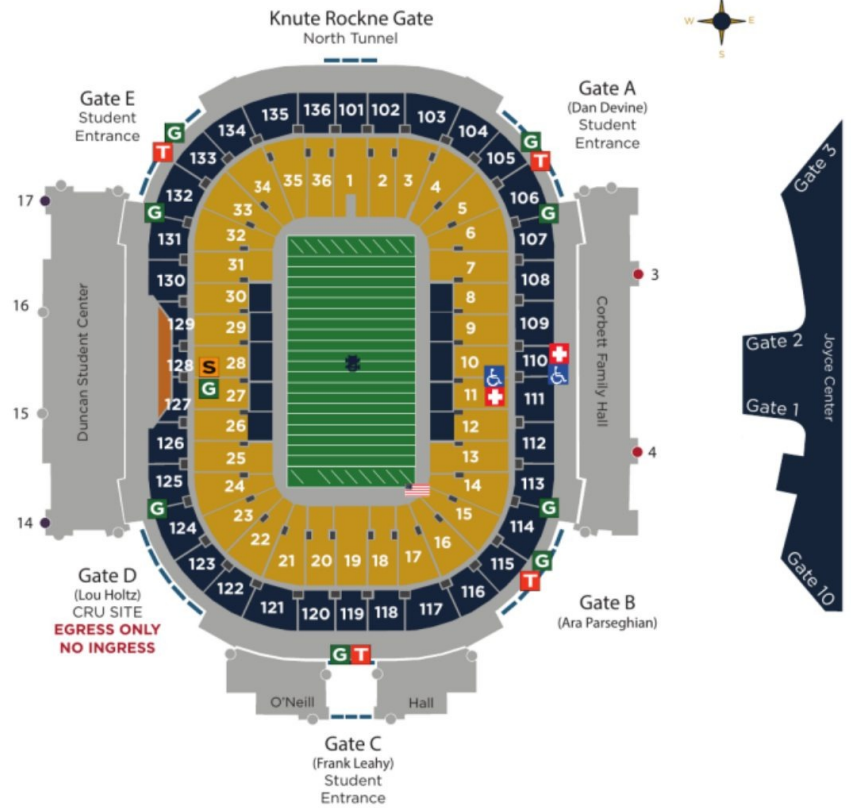 Knute Rockne Gate
North Tunnel
W
E
S
Gate E
Student
Entrance
Gate A
(Dan Devine)
Student
Entrance
G
T
G
T
136
101
102
135
103
134
104
133
105
132
106
G
G
131
107
130
108
129
109
128
110
127
111
126
112
125
113
G
G
124
114
123
115
122
116
121
120
119
118
117
35
36
1
2
3
34
4
33
5
32
6
31
7
30
8
29
9
28
S
10
27
G
11
26
12
25
13
24
14
23
15
22
16
21
20
19
18
17
17
16
15
14
Duncan Student Center
Corbett Family Hall
3
4
Gate 3
Gate 2
Gate 1
Joyce Center
Gate 10
Gate D
(Lou Holtz)
CRU SITE
EGRESS ONLY
NO INGRESS
G
T
Gate B
(Ara Parseghian)
G
T
O'Neill
Hall
Gate C
(Frank Leahy)
Student
Entrance